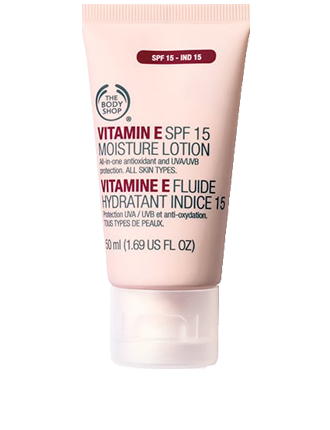 SPF 15 - IND 15
THE
BODY
SHOP
®
VITAMIN E SPF 15
MOISTURE LOTION
All-in-one antioxidant and UVA/UVB
protection. ALL SKIN TYPES.
VITAMINE E FLUIDE
HYDRATANT INDICE 15
Protection UVA / UVB et anti-oxydation.
TOUS TYPES DE PEAUX.
50 ml (1.69 US FL OZ)